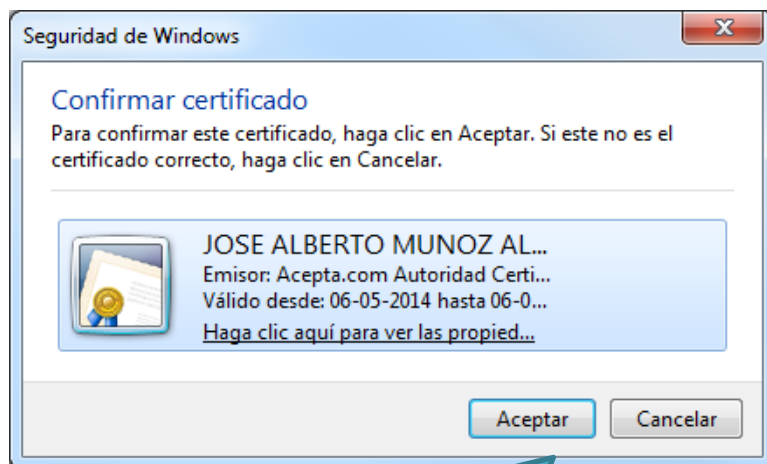 Seguridad de Windows
Confirmar certificado
Para confirmar este certificado, haga clic en Aceptar. Si este no es el
certificado correcto, haga clic en Cancelar.
JOSE ALBERTO MUNOZ AL...
Emisor: Acepta.com Autoridad Certi...
Válido desde: 06-05-2014 hasta 06-0...
Haga clic aquí para ver las propied...
Aceptar Cancelar